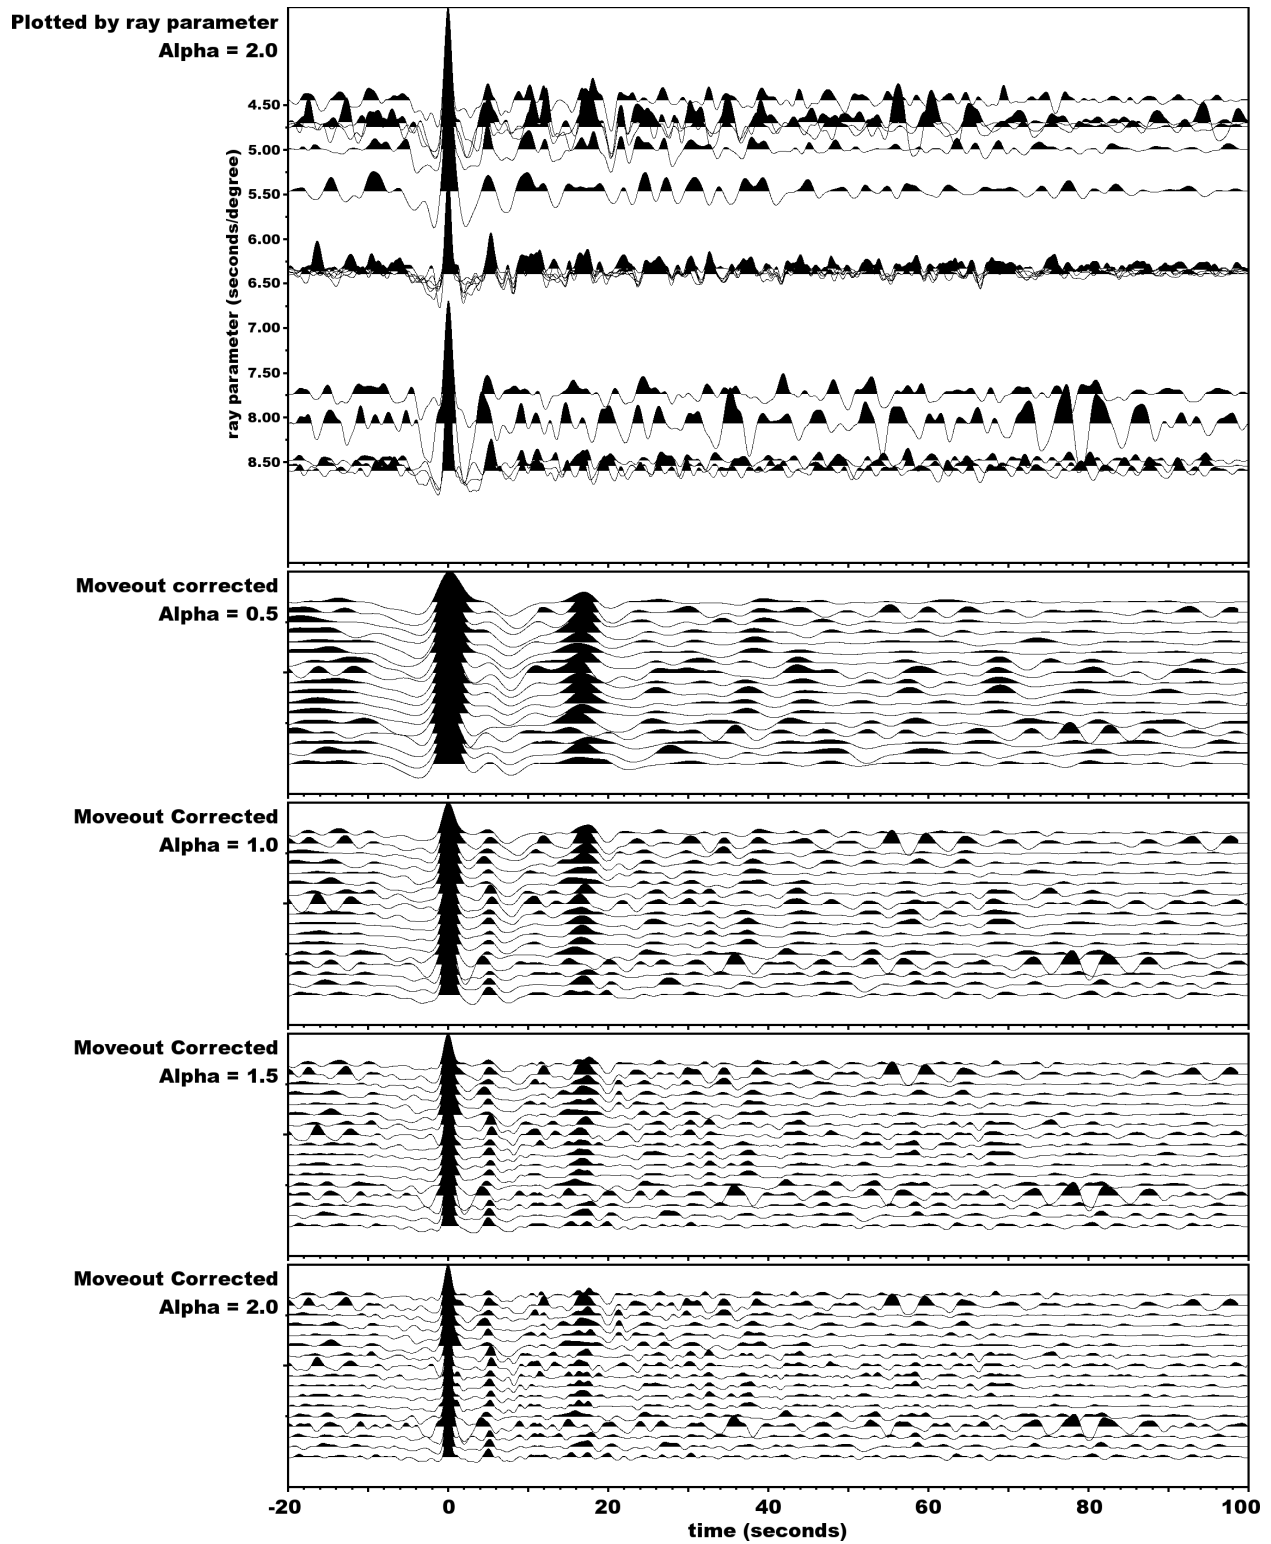 Plotted by ray parameter
Alpha = 2.0
ray parameter (seconds/degree)
4.50
5.00
5.50
6.00
6.50
7.00
7.50
8.00
8.50
Moveout corrected
Alpha = 0.5
Moveout Corrected
Alpha = 1.0
Moveout Corrected
Alpha = 1.5
Moveout Corrected
Alpha = 2.0
-20 0 20 40 60 80 100
time (seconds)